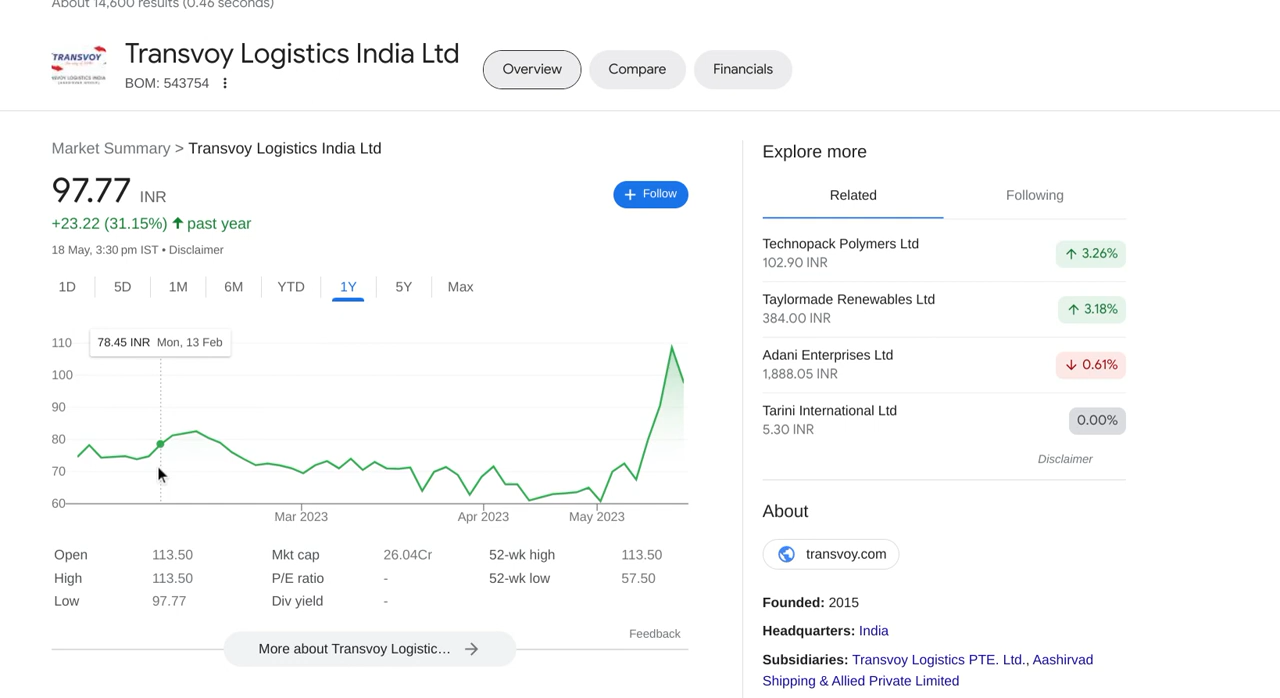 About 14,600 results (0.46 seconds)
TRANSVOY
Transvoy Logistics India Ltd
BOM: 543754
Overview
Compare
Financials
Market Summary > Transvoy Logistics India Ltd
97.77 INR
+ Follow
+23.22 (31.15%) ↑ past year
18 May, 3:30 pm IST • Disclaimer
1D 5D 1M 6M YTD 1Y 5Y Max
78.45 INR Mon, 13 Feb
110
100
90
80
70
60
Mar 2023 Apr 2023 May 2023
Open 113.50 Mkt cap 26.04Cr 52-wk high 113.50
High 113.50 P/E ratio - 52-wk low 57.50
Low 97.77 Div yield -
Feedback
More about Transvoy Logistic… →
Explore more
Related Following
Technopack Polymers Ltd
102.90 INR
↑ 3.26%
Taylormade Renewables Ltd
384.00 INR
↑ 3.18%
Adani Enterprises Ltd
1,888.05 INR
↓ 0.61%
Tarini International Ltd
5.30 INR
0.00%
Disclaimer
About
transvoy.com
Founded: 2015
Headquarters: India
Subsidiaries: Transvoy Logistics PTE. Ltd., Aashirvad
Shipping & Allied Private Limited